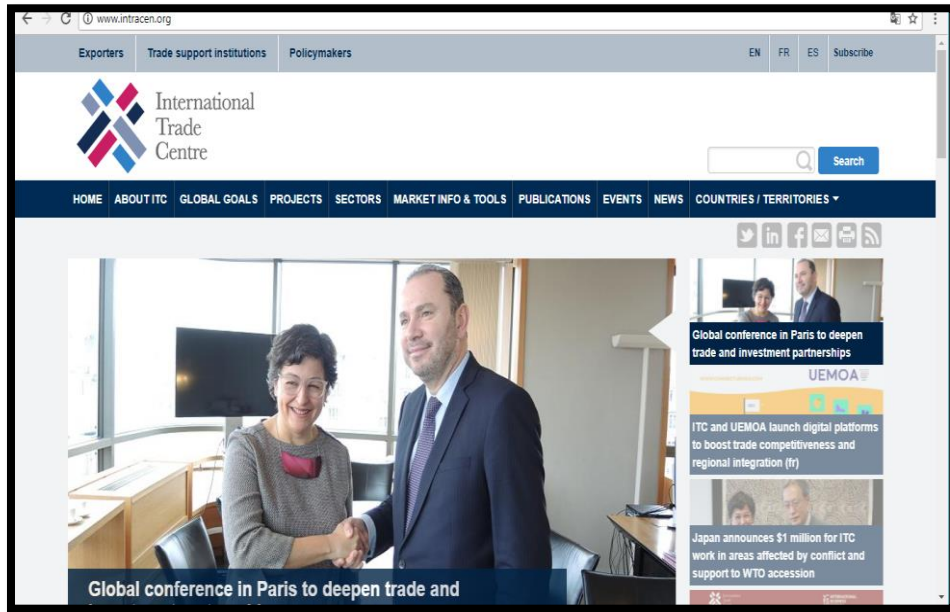 www.intracen.org
Exporters Trade support institutions Policymakers EN FR ES Subscribe
International
Trade
Centre
Search
HOME ABOUT ITC GLOBAL GOALS PROJECTS SECTORS MARKET INFO & TOOLS PUBLICATIONS EVENTS NEWS COUNTRIES / TERRITORIES
Global conference in Paris to deepen trade and
Global conference in Paris to deepen
trade and investment partnerships
UEMOA
ITC and UEMOA launch digital platforms
to boost trade competitiveness and
regional integration (fr)
Japan announces $1 million for ITC
work in areas affected by conflict and
support to WTO accession